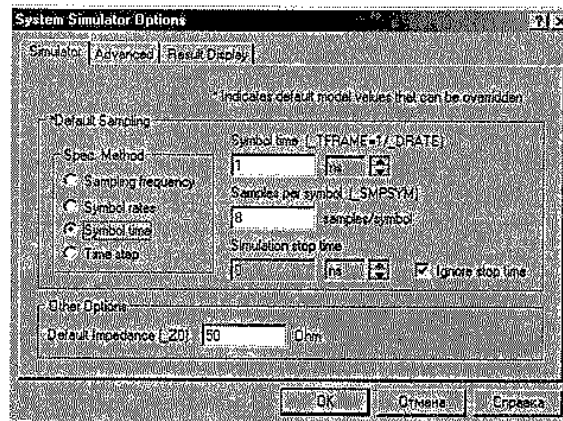 System Simulator Options
Simulator Advanced Result Display
* Indicates default model values that can be overridden
*Default Sampling
Spec. Method
Sampling frequency
Symbol rates
Symbol time
Time step
Symbol time (_TFRAME=1/_DRATE)
1 ns
Samples per symbol (_SMPSYM)
8 samples/symbol
Simulation stop time
0 ns Ignore stop time
Other Options
Default Impedance (_Z0) 50 Ohm
OK Отмена Справка